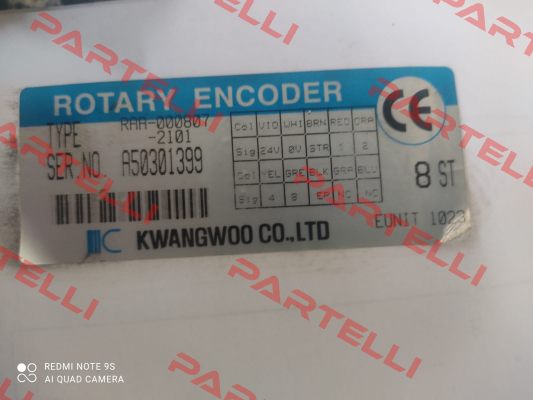 ROTARY ENCODER
TYPE RAA-000807
-2101
SER.NO A50301399
Col VIO WHI BRN RED ORA
Sig 24V 0V STR 1 2
Col YEL GRE BLK GRA BLU
Sig 4 8 EP NC NC
CE
8 ST
KWANGWOO CO.,LTD
EUNIT 1023
REDMI NOTE 9S
AI QUAD CAMERA
PARTELLI
PARTELLI
PARTELLI
PARTELLI
PARTELLI
PARTELLI